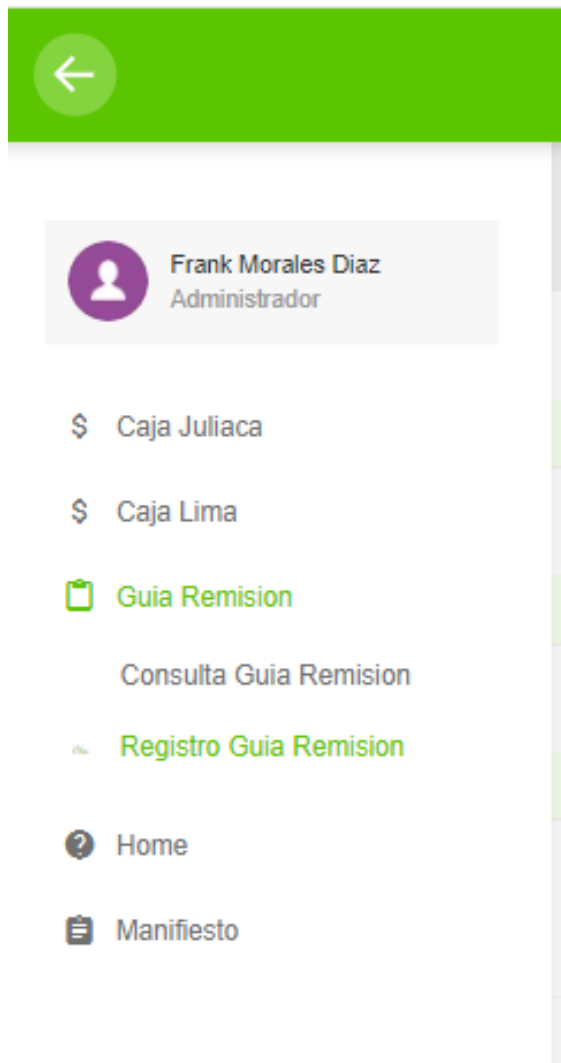 Frank Morales Diaz
Administrador
$ Caja Juliaca
$ Caja Lima
Guia Remision
Consulta Guia Remision
Registro Guia Remision
Home
Manifiesto